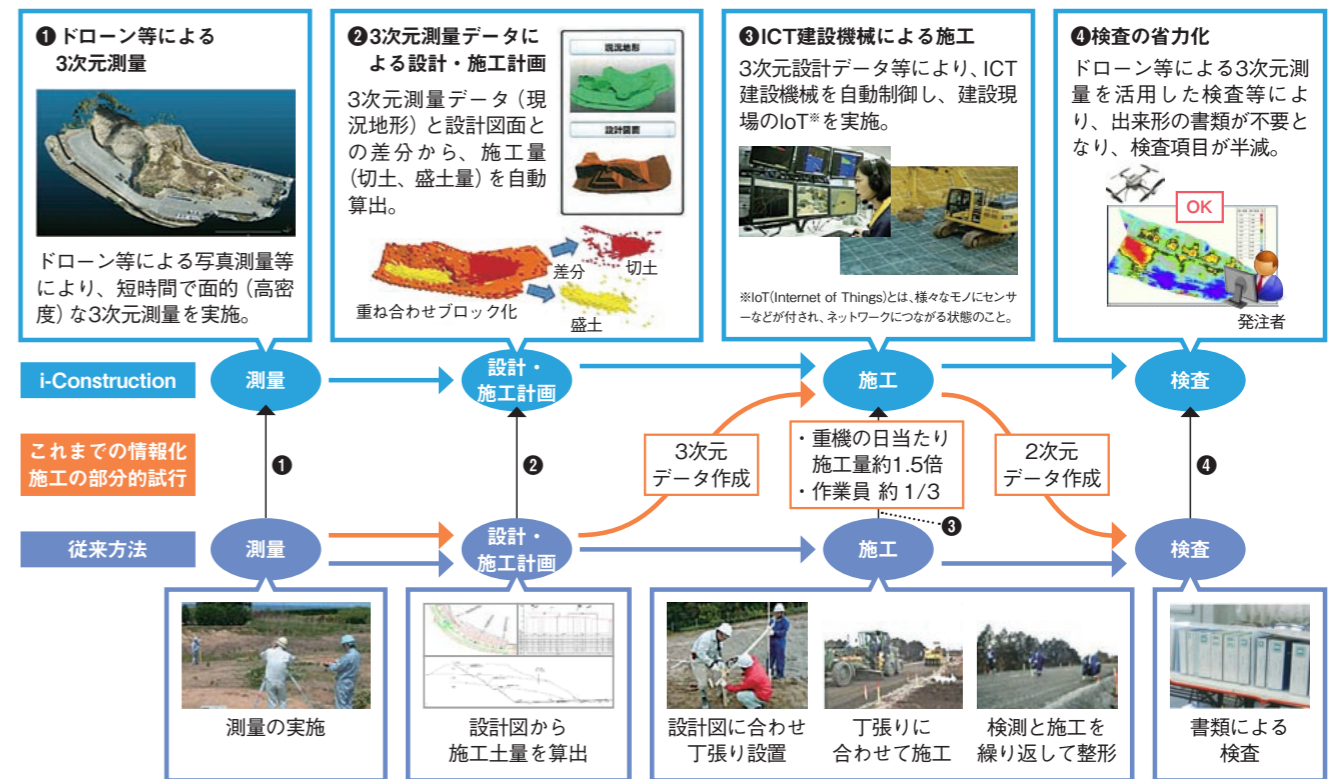 ❶ドローン等による
3次元測量
ドローン等による写真測量等
により、短時間で面的（高密
度）な3次元測量を実施。
❷3次元測量データに
よる設計・施工計画
3次元測量データ（現
況地形）と設計図面と
の差分から、施工量
（切土、盛土量）を自動
算出。
現況地形
設計図面
差分
切土
重ね合わせブロック化
盛土
❸ICT建設機械による施工
3次元設計データ等により、ICT
建設機械を自動制御し、建設現
場のIoT※を実施。
※IoT（Internet of Things）とは、様々なモノにセンサ
ーなどが付され、ネットワークにつながる状態のこと。
❹検査の省力化
ドローン等による3次元測
量を活用した検査等によ
り、出来形の書類が不要と
なり、検査項目が半減。
OK
発注者
i-Construction
測量
設計・
施工計画
施工
検査
これまでの情報化
施工の部分的試行
❶
❷
3次元
データ作成
・重機の日当たり
施工量約1.5倍
・作業員 約 1/3
❸
2次元
データ作成
❹
従来方法
測量
設計・
施工計画
施工
検査
測量の実施
設計図から
施工土量を算出
設計図に合わせ
丁張り設置
丁張りに
合わせて施工
検測と施工を
繰り返して整形
書類による
検査